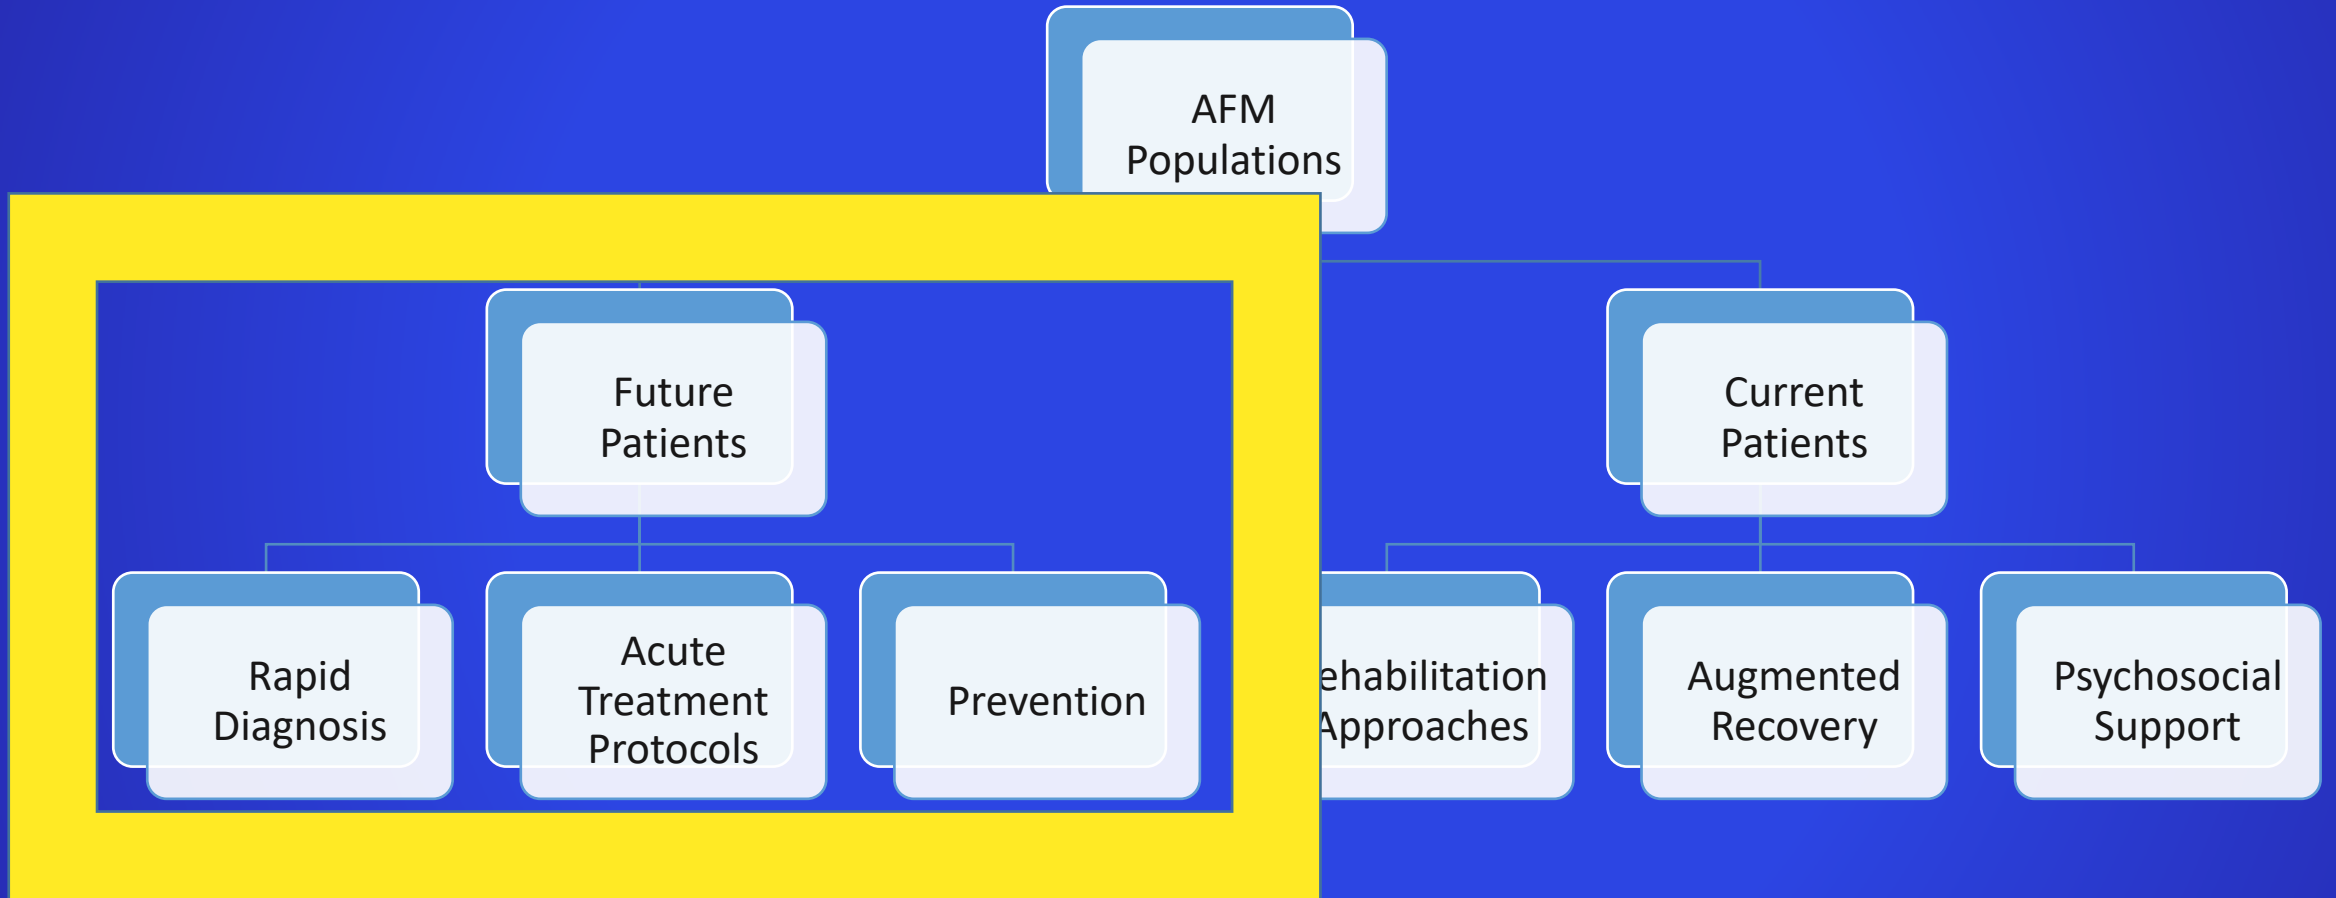 AFM
Populations
Future
Patients
Current
Patients
Rapid
Diagnosis
Acute
Treatment
Protocols
Prevention
ehabilitation
Approaches
Augmented
Recovery
Psychosocial
Support